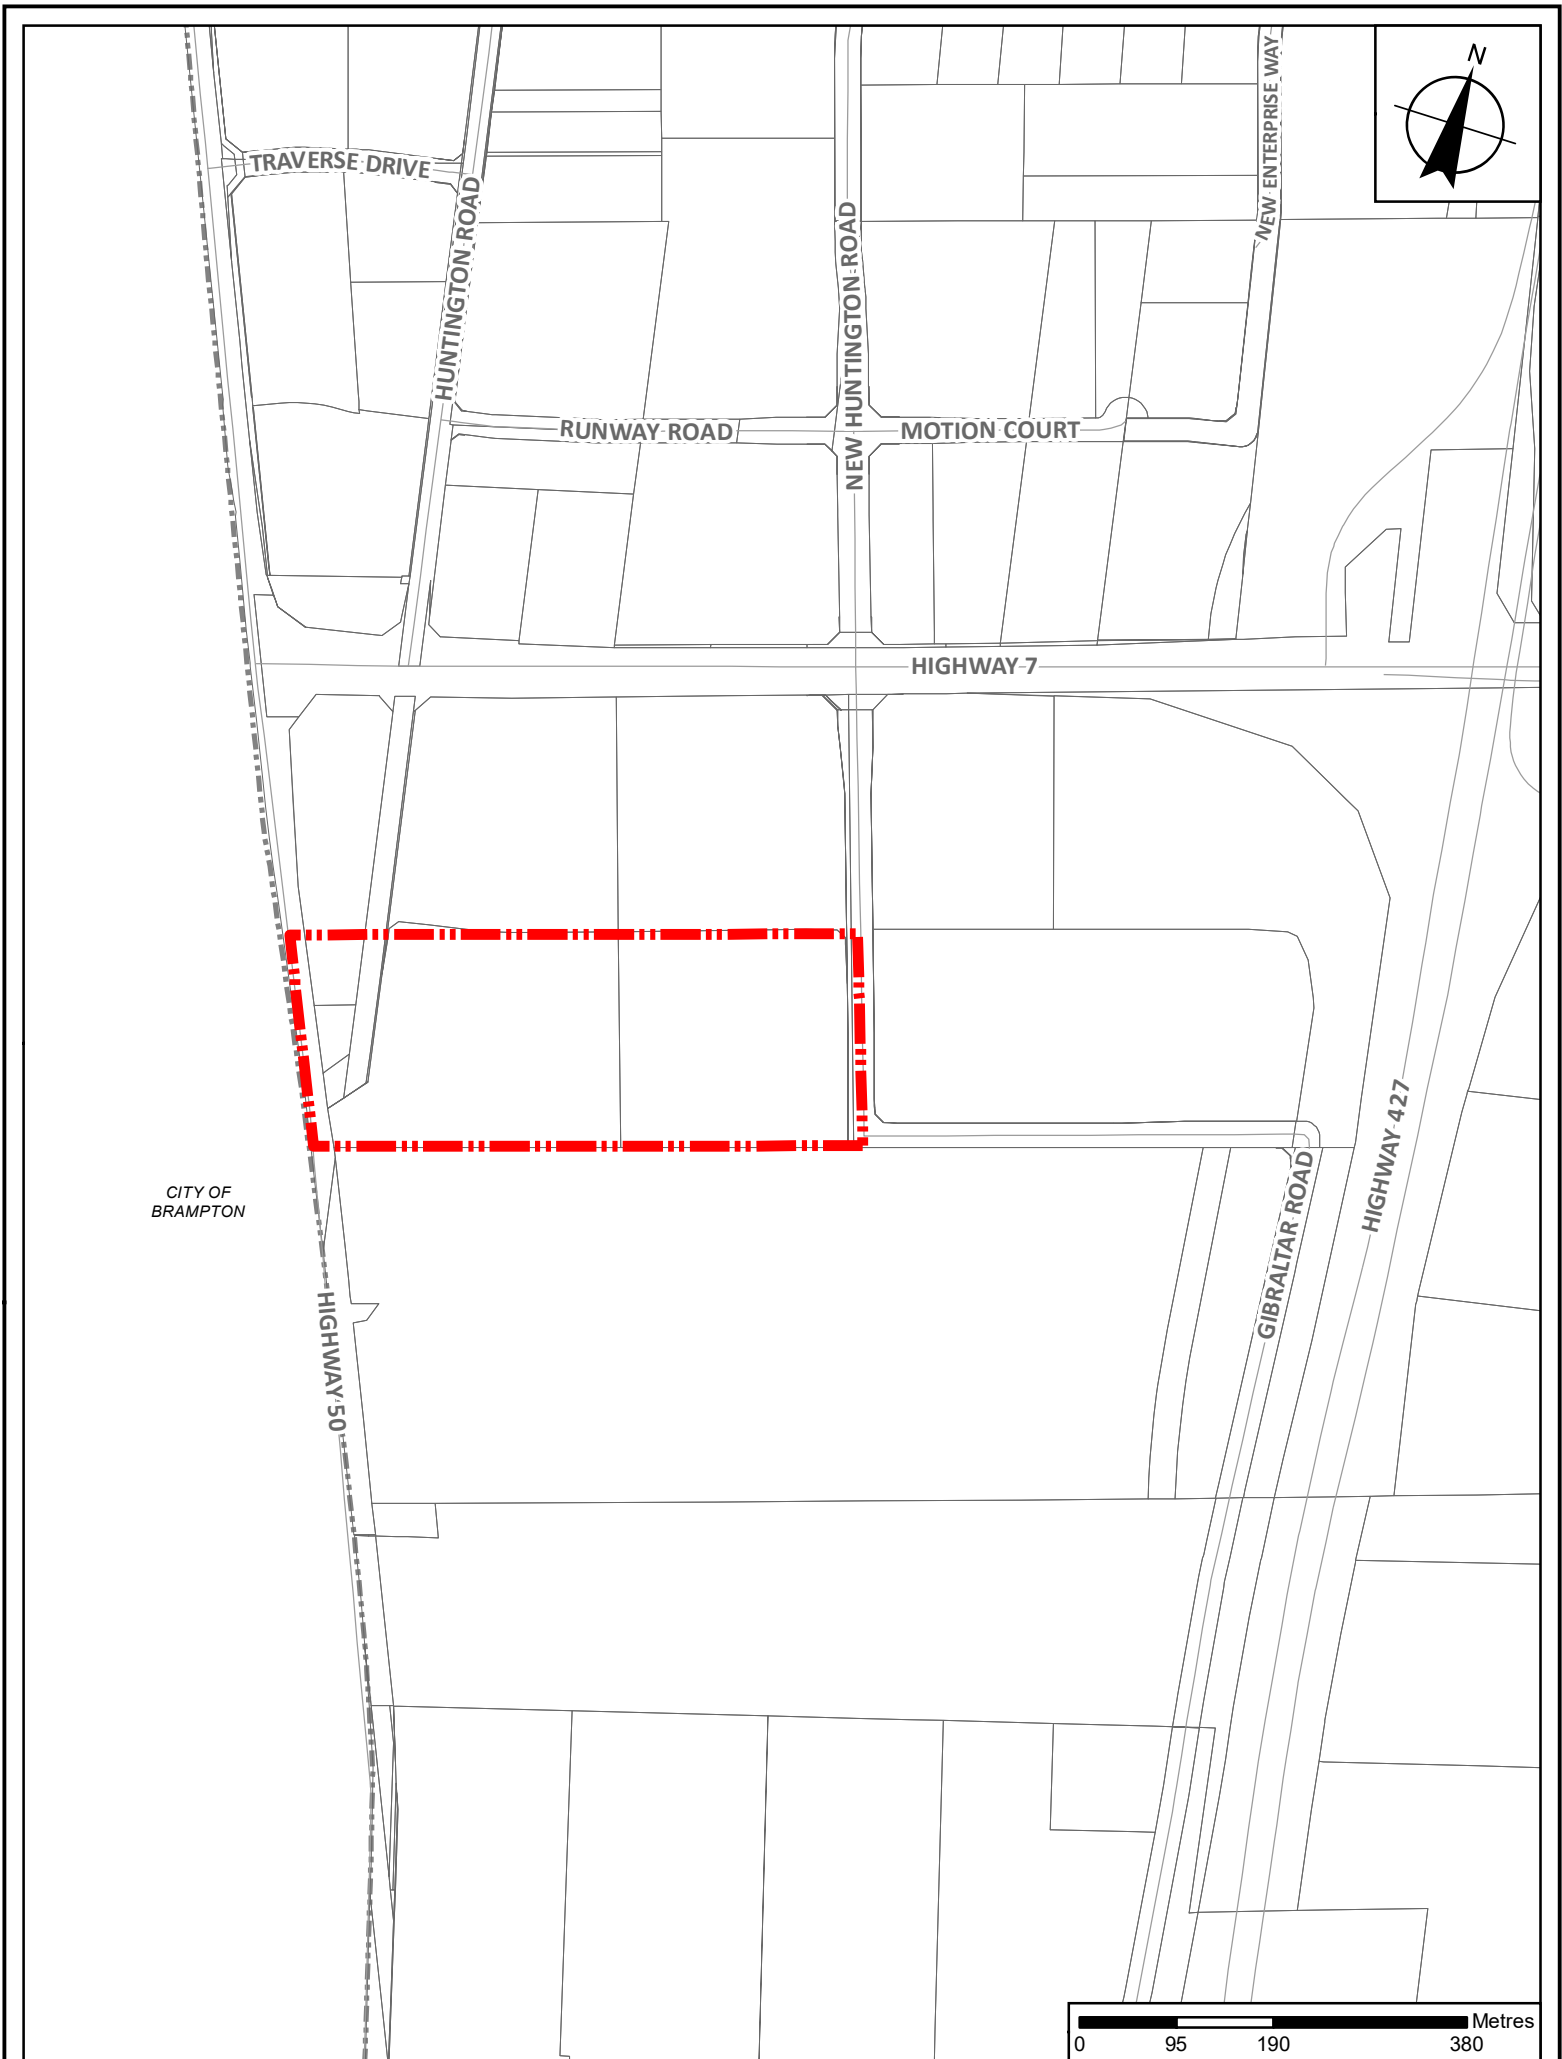 N
NEW ENTERPRISE WAY
TRAVERSE DRIVE
HUNTINGTON ROAD
NEW HUNTINGTON ROAD
RUNWAY ROAD
MOTION COURT
HIGHWAY 7
HIGHWAY 427
CITY OF
BRAMPTON
GIBRALTAR ROAD
HIGHWAY 50
Metres
0 95 190 380